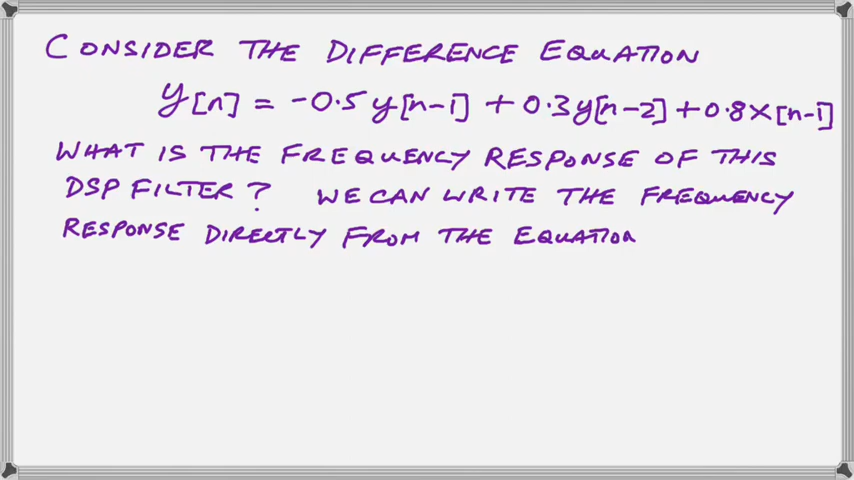 CONSIDER THE DIFFERENCE EQUATION
y[n] = -0.5y[n-1] + 0.3y[n-2] + 0.8x[n-1]
WHAT IS THE FREQUENCY RESPONSE OF THIS
DSP FILTER? WE CAN WRITE THE FREQUENCY
RESPONSE DIRECTLY FROM THE EQUATION